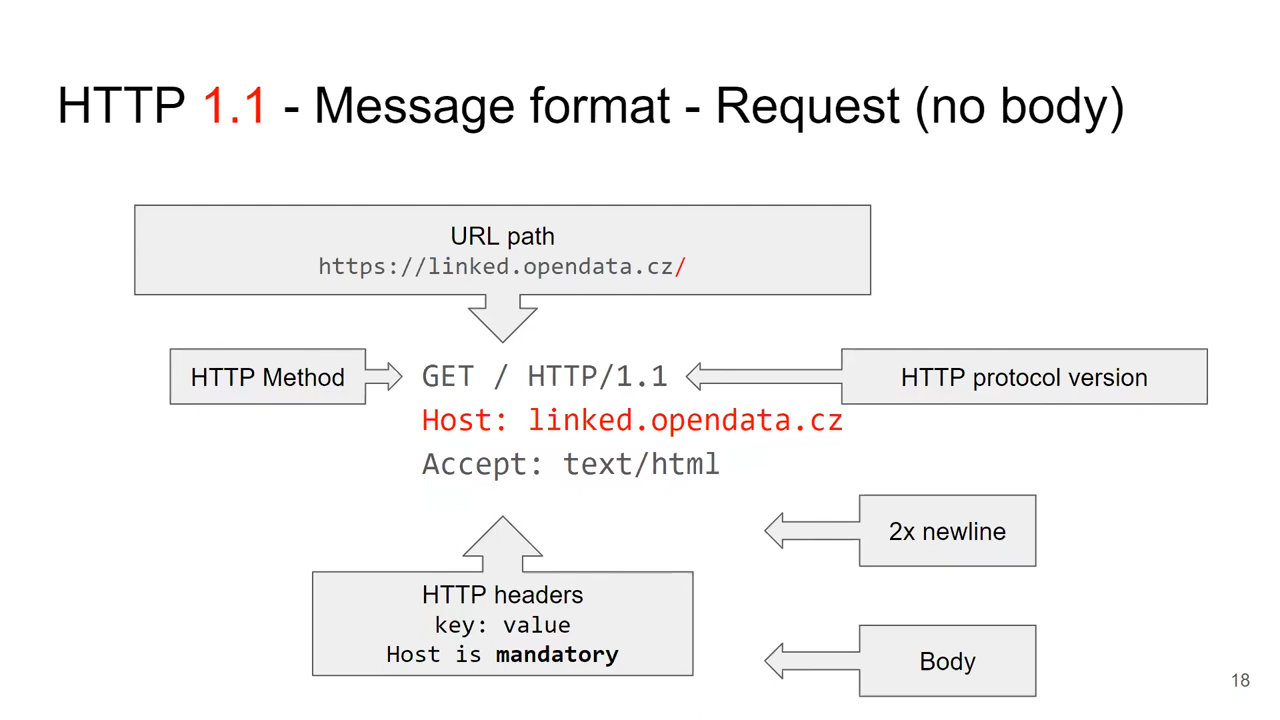 HTTP 1.1 - Message format - Request (no body)
URL path
https://linked.opendata.cz/
HTTP Method
GET / HTTP/1.1
HTTP protocol version
Host: linked.opendata.cz
Accept: text/html
2x newline
HTTP headers
key: value
Host is mandatory
Body
18